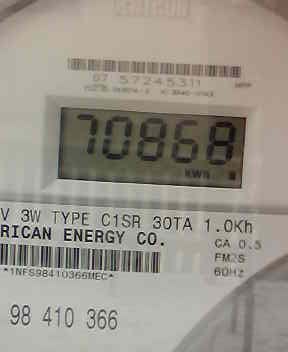 07 57245311
70868
KWH
V 3W TYPE C1SR 30TA 1.0Kh
RICAN ENERGY CO.
CA 0.5
FM2S
60Hz
*1NFS98410366MEC*
98 410 366